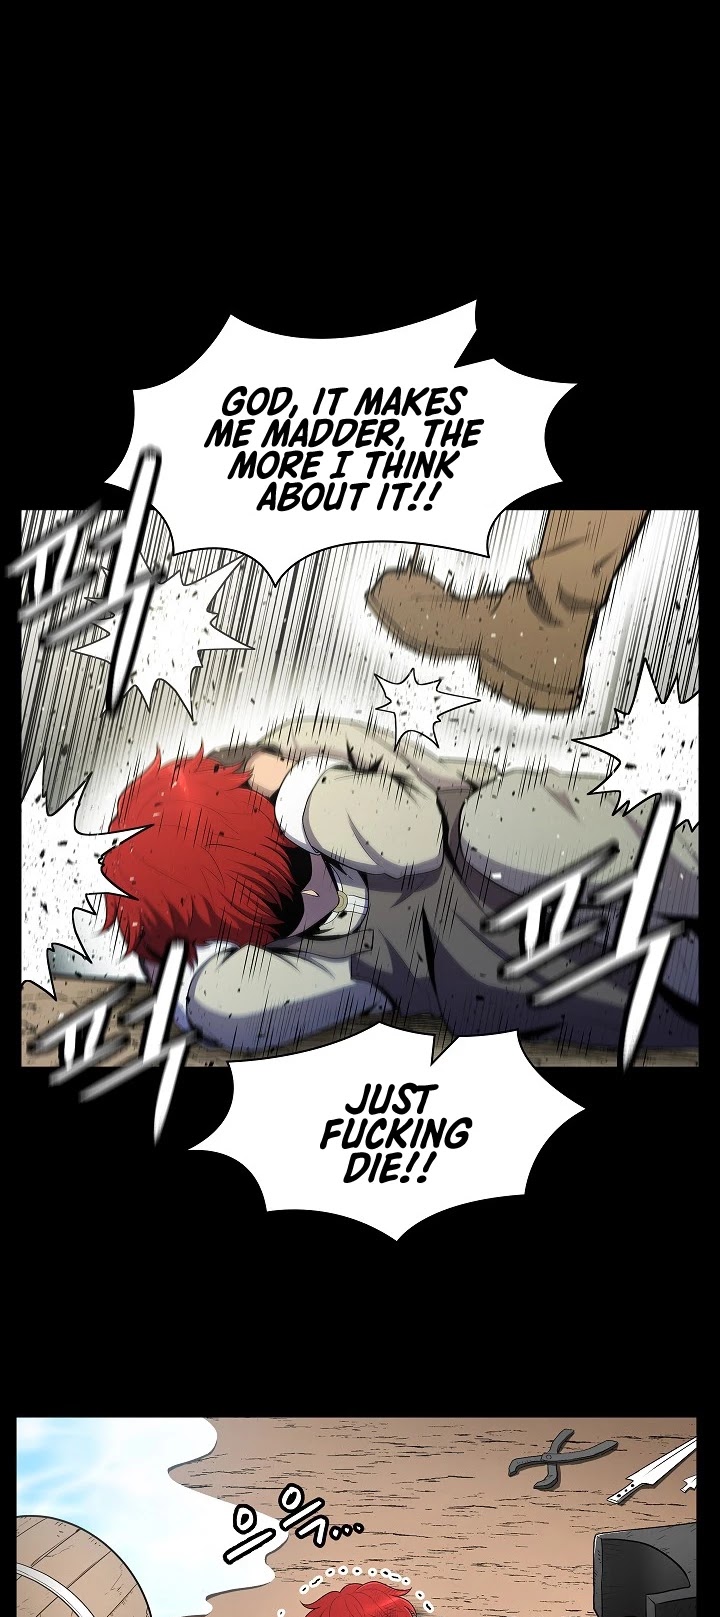 GOD, IT MAKES
ME MADDER, THE
MORE I THINK
ABOUT IT!!
퍽
퍽
퍽
JUST
FUCKING
DIE!!
으윽...